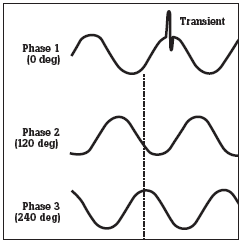 Transient
Phase 1
(0 deg)
Phase 2
(120 deg)
Phase 3
(240 deg)